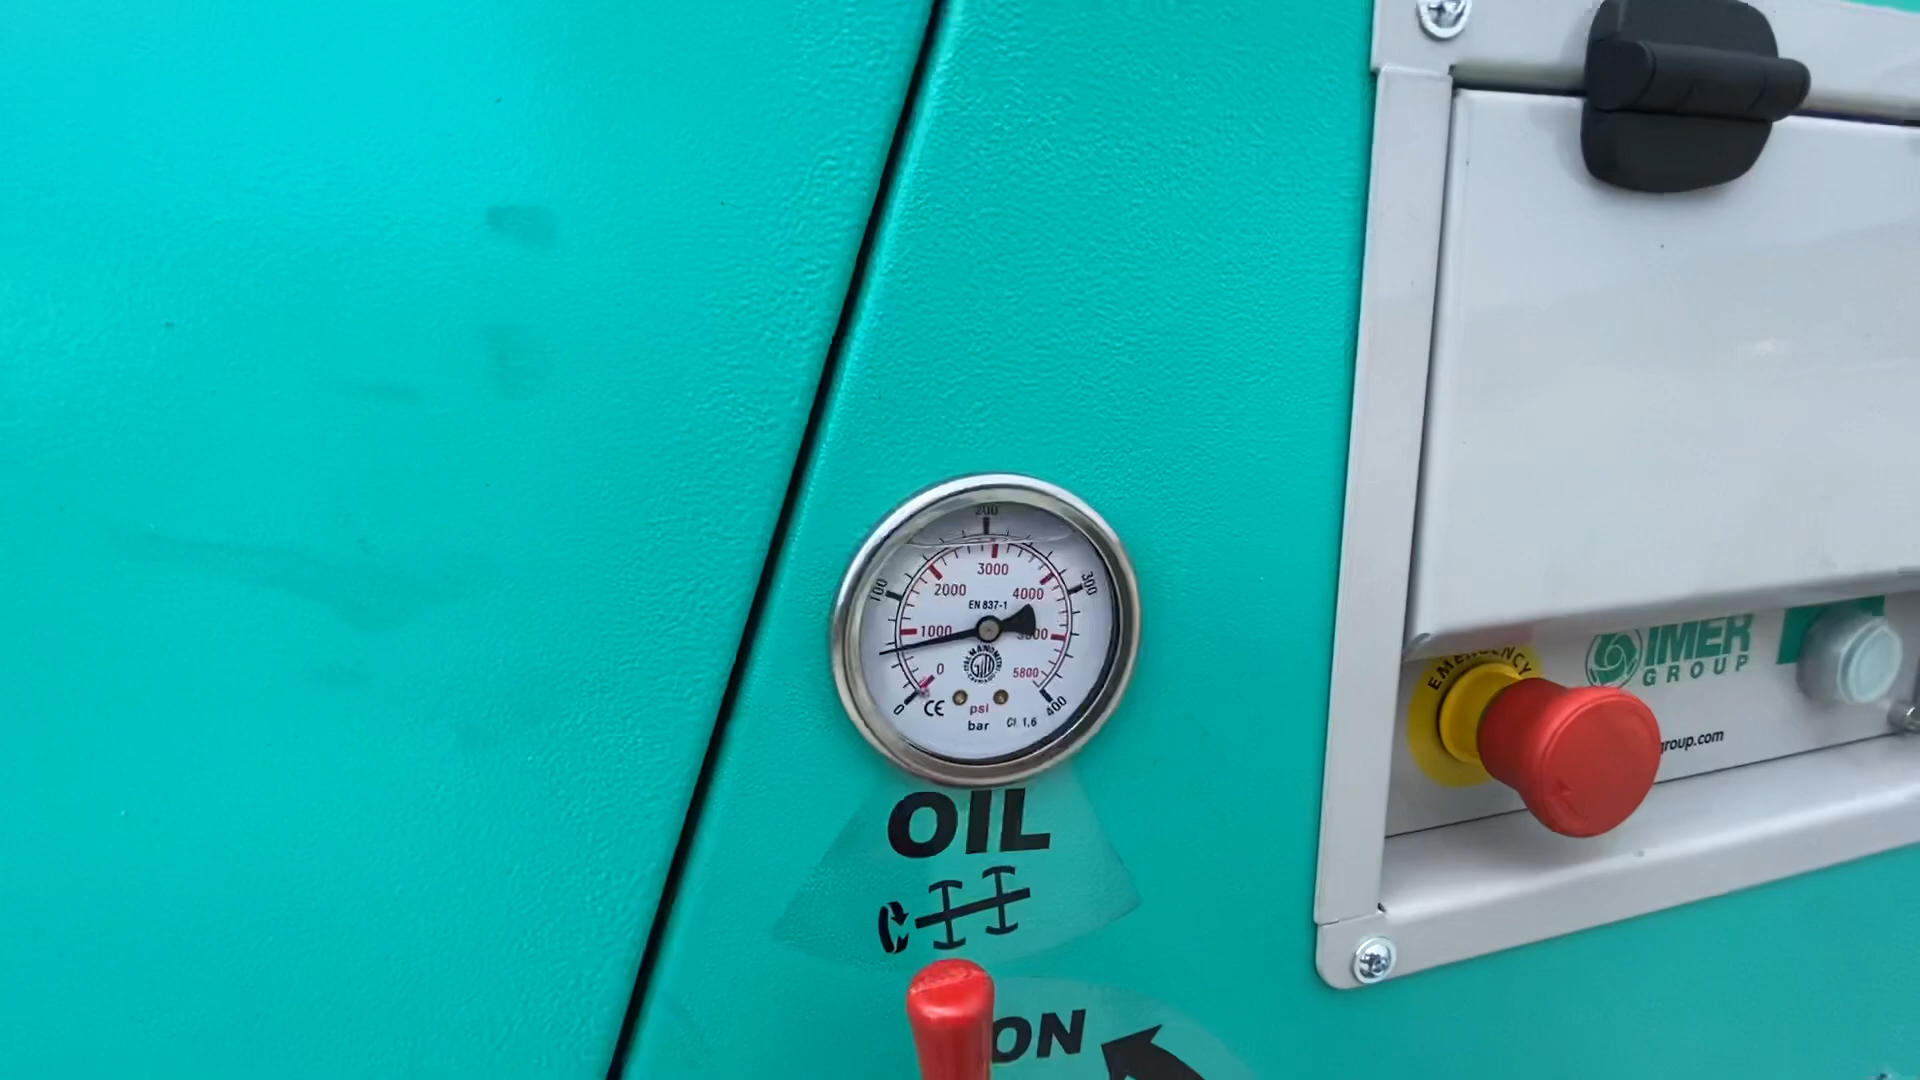 200
100
300
3000
2000
4000
EN 837-1
1000
5000
0
5800
0
400
CE
psi
bar
Cl. 1,6
OIL
ON
EMERGENCY
IMER
GROUP
group.com